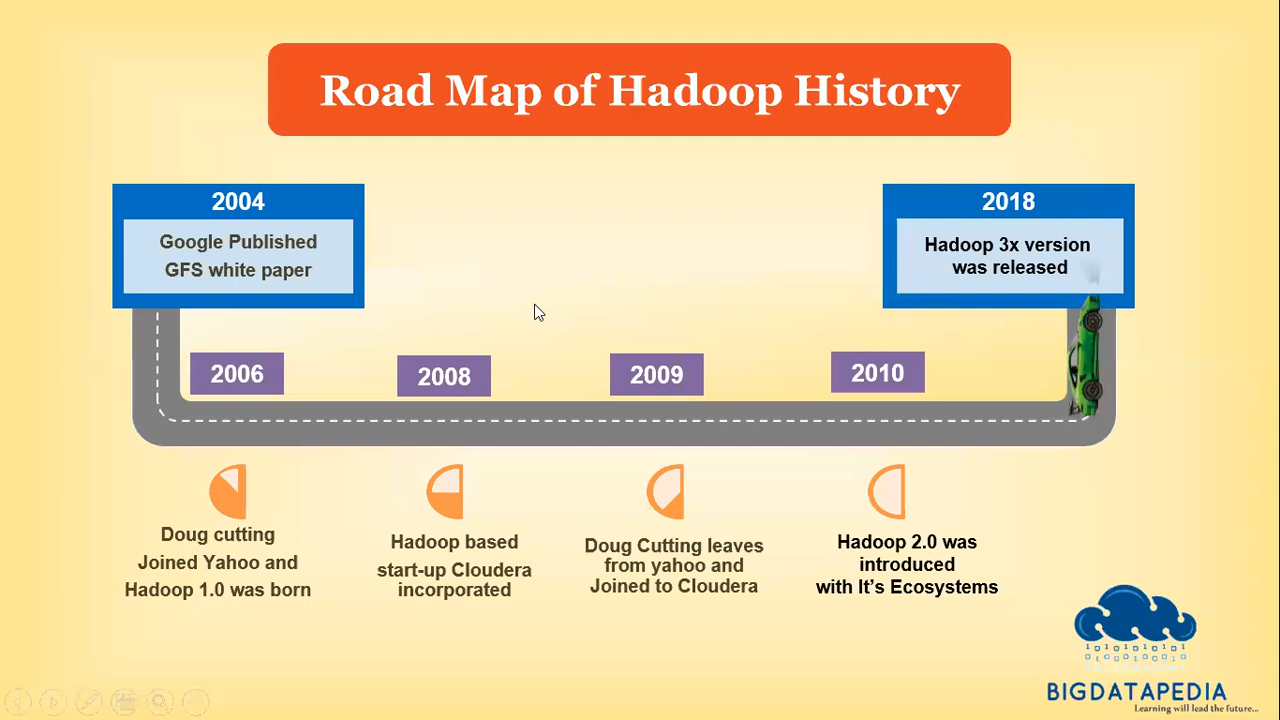 Road Map of Hadoop History
2004
Google Published
GFS white paper
2018
Hadoop 3x version
was released
2006
2008
2009
2010
Doug cutting
Joined Yahoo and
Hadoop 1.0 was born
Hadoop based
start-up Cloudera
incorporated
Doug Cutting leaves
from yahoo and
Joined to Cloudera
Hadoop 2.0 was
introduced
with It's Ecosystems
BIGDATAPEDIA
Learning will lead the future...